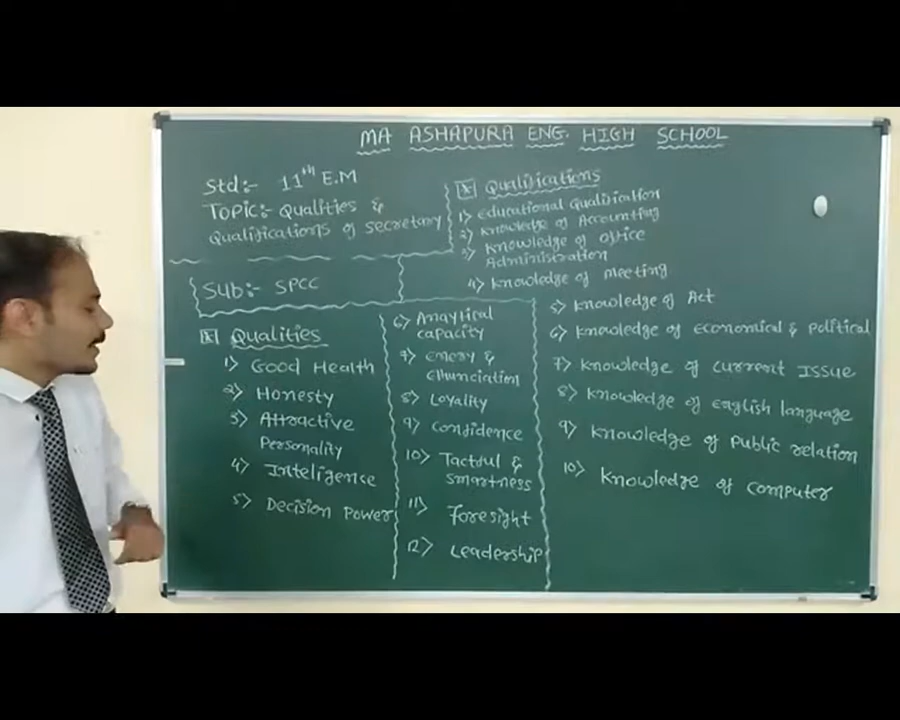 MA ASHAPURA ENG. HIGH SCHOOL
Std:- 11th E.M
Topic:- Qualities &
Qualifications of secretary
Sub:- SPCC
Qualities
1> Good Health
2> Honesty
3> Attractive
Personality
4> Inteligence
5> Decision Power
6> Anaytical
capacity
7> enery &
enunciation
8> Loyality
9> Confidence
10> Tactful &
smartness
11> foresight
12> Leadership
Qualifications
1> educational qualification
2> knowledge of Accounting
3> knowledge of office
Administration
4> knowledge of meeting
5> knowledge of Act
6> knowledge of economical & political
7> knowledge of current Issue
8> knowledge of English language
9> knowledge of Public relation
10> knowledge of computer